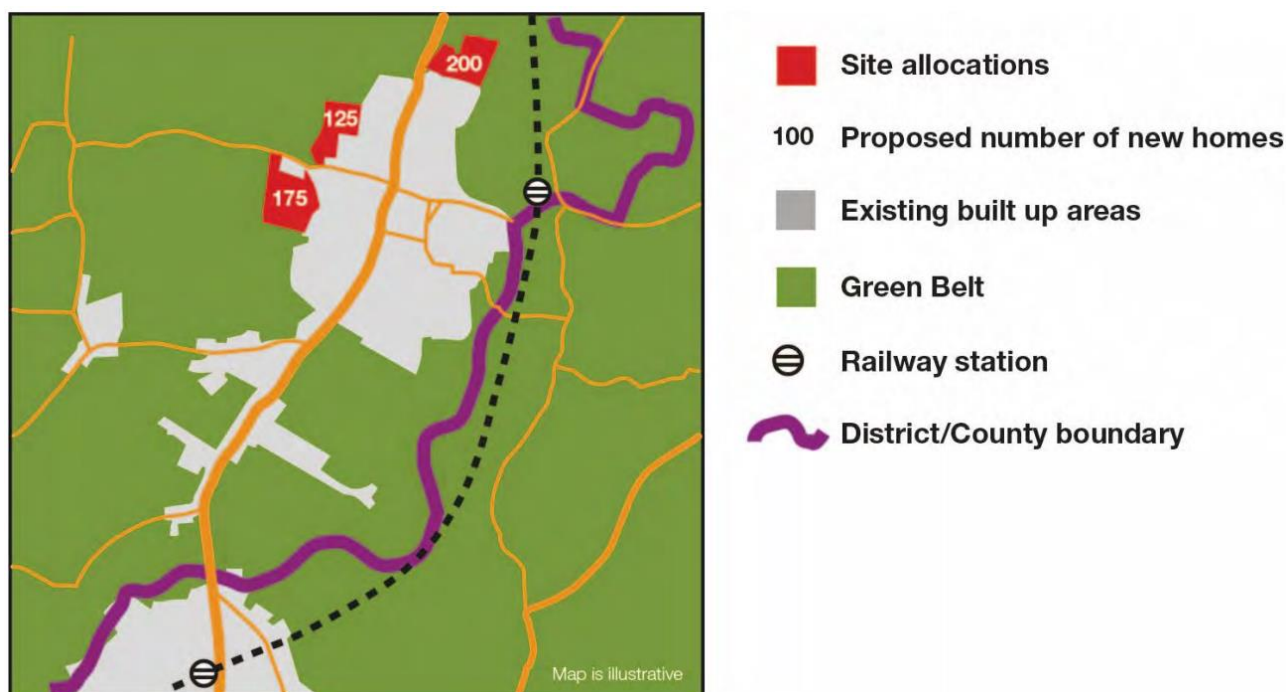 200
125
175
Map is illustrative
Site allocations
100 Proposed number of new homes
Existing built up areas
Green Belt
Railway station
District/County boundary